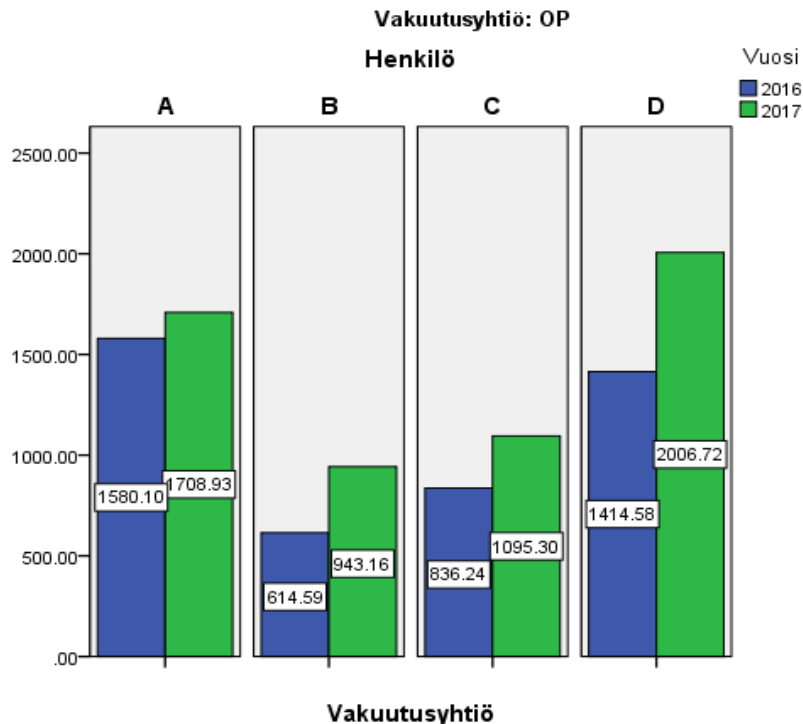 Vakuutusyhtiö: OP
Henkilö
Vuosi
2016
2017
A B C D
2500.00
2000.00
1500.00
1000.00
500.00
.00
1580.10 1708.93 614.59 943.16 836.24 1095.30 1414.58 2006.72
Vakuutusyhtiö